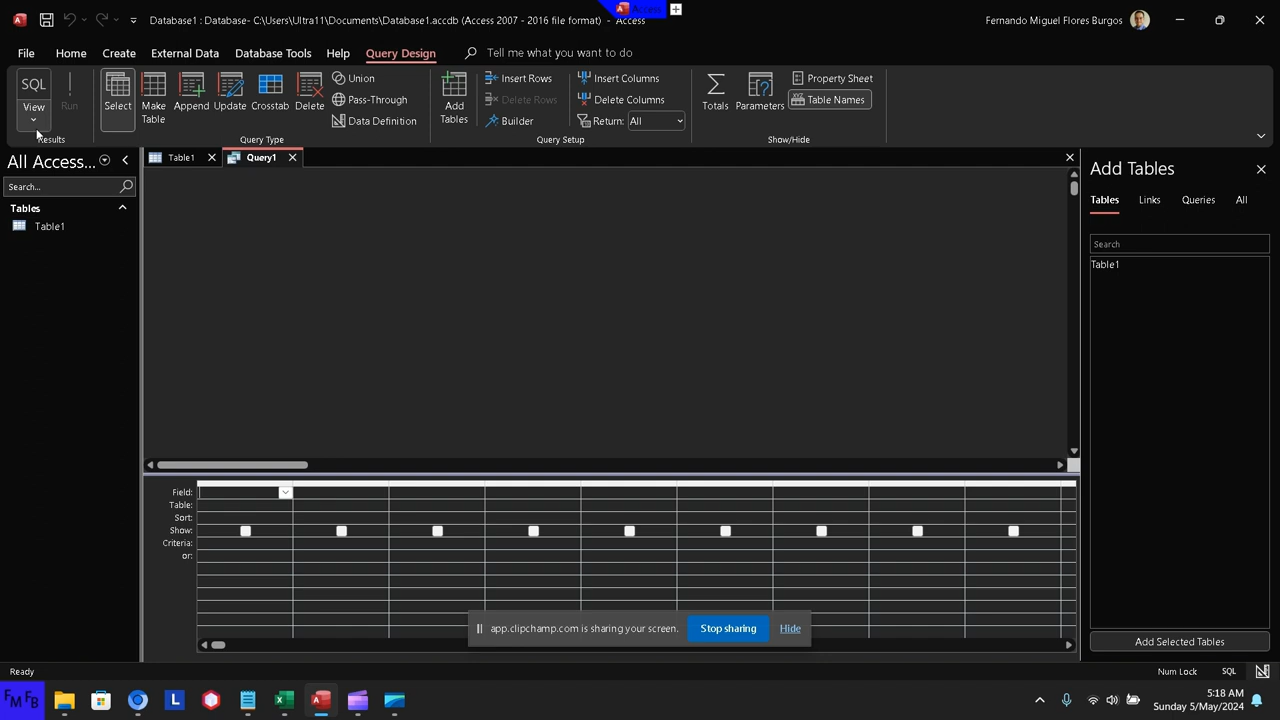 Database1 : Database- C:\Users\Ultra11\Documents\Database1.accdb (Access 2007 - 2016 file format) - Access
Access
Fernando Miguel Flores Burgos
File Home Create External Data Database Tools Help Query Design Tell me what you want to do
SQL
View
Run
Results
Select
Make
Table
Append
Update
Crosstab
Delete
Union
Pass-Through
Data Definition
Query Type
Add
Tables
Insert Rows
Delete Rows
Builder
Insert Columns
Delete Columns
Return: All
Query Setup
Totals
Parameters
Property Sheet
XYZ Table Names
Show/Hide
All Access...
Search...
Tables
Table1
Table1
Query1
Add Tables
Tables Links Queries All
Search
Table1
Add Selected Tables
Field:
Table:
Sort:
Show:
Criteria:
or:
app.clipchamp.com is sharing your screen. Stop sharing Hide
Ready
Num Lock SQL
FM FB
L
5:18 AM
Sunday 5/May/2024